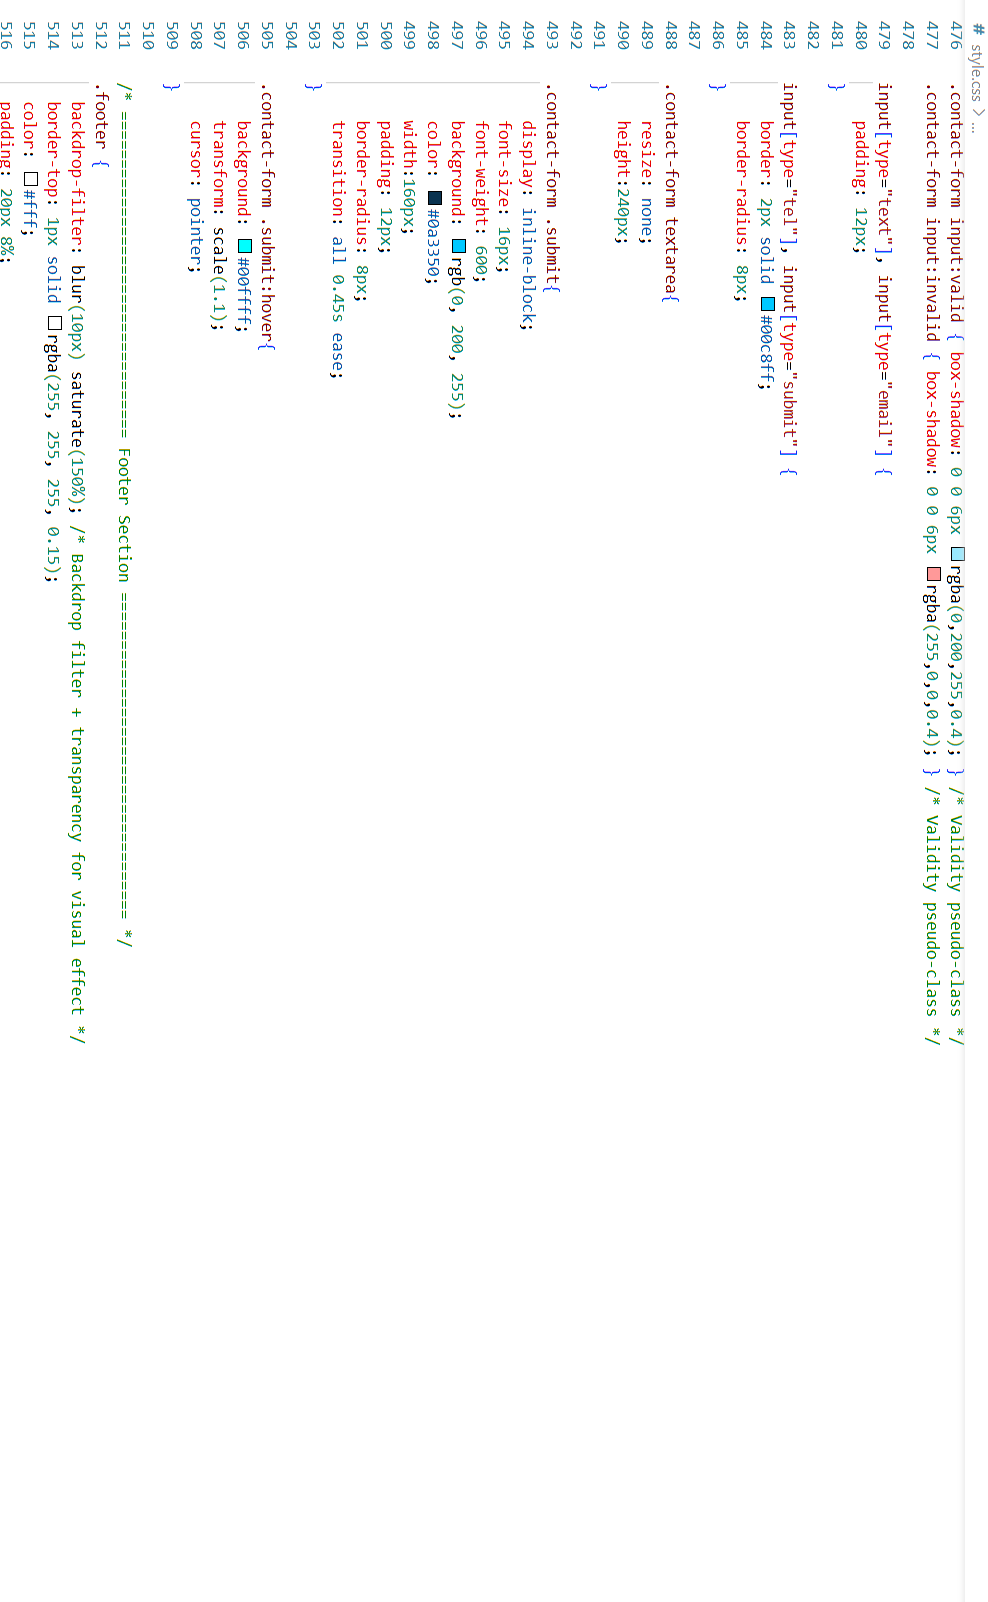 # style.css > ...
476 .contact-form input:valid { box-shadow: 0 0 6px rgba(0,200,255,0.4); } /* Validity pseudo-class */
477 .contact-form input:invalid { box-shadow: 0 0 6px rgba(255,0,0,0.4); } /* Validity pseudo-class */
478
479 input[type="text"], input[type="email"] {
480     padding: 12px;
481 }
482
483 input[type="tel"], input[type="submit"] {
484     border: 2px solid #00c8ff;
485     border-radius: 8px;
486 }
487
488 .contact-form textarea{
489     resize: none;
490     height:240px;
491 }
492
493 .contact-form .submit{
494     display: inline-block;
495     font-size: 16px;
496     font-weight: 600;
497     background: rgb(0, 200, 255);
498     color: #0a3350;
499     width:160px;
500     padding: 12px;
501     border-radius: 8px;
502     transition: all 0.45s ease;
503 }
504
505 .contact-form .submit:hover{
506     background: #00ffff;
507     transform: scale(1.1);
508     cursor: pointer;
509 }
510
511 /* ================================== Footer Section ================================== */
512 .footer {
513   backdrop-filter: blur(10px) saturate(150%); /* Backdrop filter + transparency for visual effect */
514   border-top: 1px solid rgba(255, 255, 255, 0.15);
515   color: #fff;
516   padding: 20px 8%;